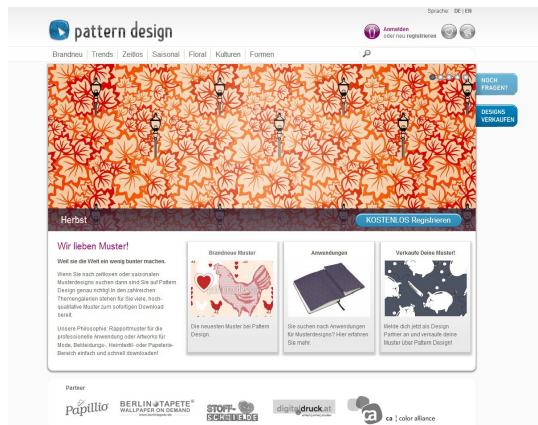 Sprache: DE | EN
pattern design
Anmelden
oder neu registrieren
Brandneu | Trends | Zeitlos | Saisonal | Floral | Kulturen | Formen
NOCH
FRAGEN?
DESIGNS
VERKAUFEN
Herbst
KOSTENLOS Registrieren
Wir lieben Muster!
Weil sie die Welt ein wenig bunter machen.
Wenn Sie nach zeitlosen oder saisonalen
Musterdesigns suchen dann sind Sie auf Pattern
Design genau richtig! In den zahlreichen
Themengalerien stehen für Sie viele, hoch-
qualitative Muster zum sofortigen Download
bereit.
Unsere Philosophie: Rapportmuster für die
professionelle Anwendung oder Artworks für
Mode, Bekleidungs-, Heimtextil- oder Papeterie-
Bereich einfach und schnell downloaden!
Brandneue Muster
Die neuesten Muster bei Pattern
Design.
Anwendungen
Sie suchen noch Anwendungen
für Musterdesigns? Hier erfahren
Sie mehr.
Verkaufe Deine Muster!
Melde dich jetzt als Design
Partner an und verkaufe deine
Muster über Pattern Design!
Partner
Papillio
BERLIN TAPETE
WALLPAPER ON DEMAND
www.berlintapete.de
STOFF-
SCHMIEDE
digitaldruck.at
ca
ca | color alliance